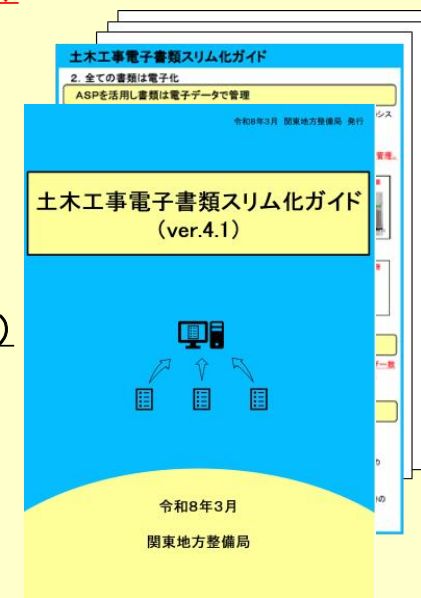 土木工事電子書類スリム化ガイド
2. 全ての書類は電子化
ASPを活用し書類は電子データで管理
シス
令和8年3月 関東地方整備局 発行
管理。
土木工事電子書類スリム化ガイド
(ver.4.1)
令和8年3月
関東地方整備局